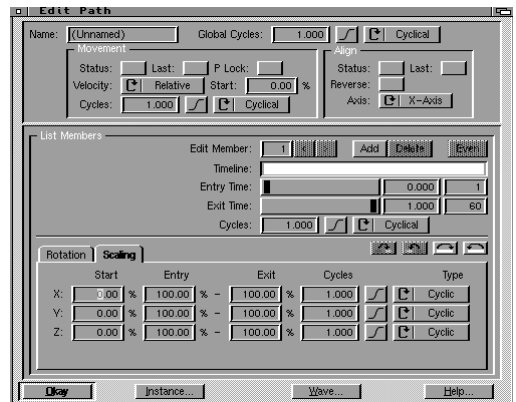 Edit Path
Name: (Unnamed) Global Cycles: 1.000 Cyclical
Movement Align
Status: Last: P Lock: Status: Last:
Velocity: Relative Start: 0.00 % Reverse:
Cycles: 1.000 Cyclical Axis: X-Axis
List Members
Edit Member: 1 < > Add Delete Even
Timeline:
Entry Time: 0.000 1
Exit Time: 1.000 60
Cycles: 1.000 Cyclical
Rotation Scaling
Start Entry Exit Cycles Type
X: 0.00 % 100.00 % - 100.00 % 1.000 Cyclic
Y: 0.00 % 100.00 % - 100.00 % 1.000 Cyclic
Z: 0.00 % 100.00 % - 100.00 % 1.000 Cyclic
Okay Instance... Wave... Help...